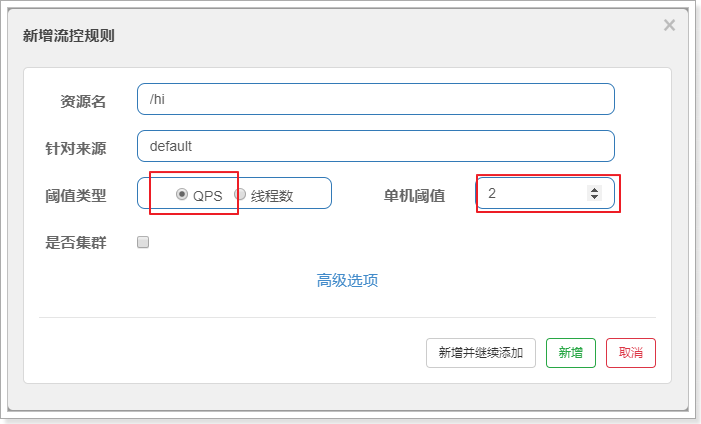 新增流控规则
×
资源名 /hi
针对来源 default
阈值类型 QPS 线程数 单机阈值 2
是否集群
高级选项
新增并继续添加 新增 取消